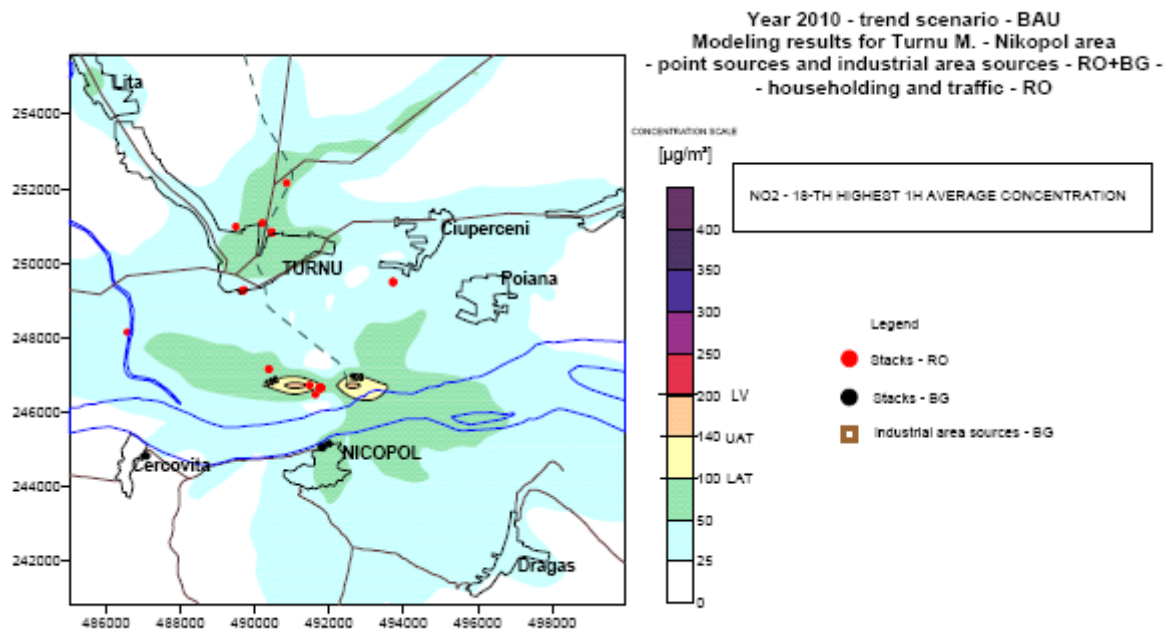 Year 2010 - trend scenario - BAU
Modeling results for Turnu M. - Nikopol area
- point sources and industrial area sources - RO+BG -
- householding and traffic - RO
CONCENTRATION SCALE
[µg/m³]
NO2 - 18-TH HIGHEST 1H AVERAGE CONCENTRATION
400
350
300
250
200 LV
140 UAT
100 LAT
50
25
0
Legend
Stacks - RO
Stacks - BG
Industrial area sources - BG
254000
252000
250000
248000
246000
244000
242000
Lita
Ciuperceni
TURNU
Poiana
NICOPOL
Cercovita
Dragas
486000 488000 490000 492000 494000 496000 498000